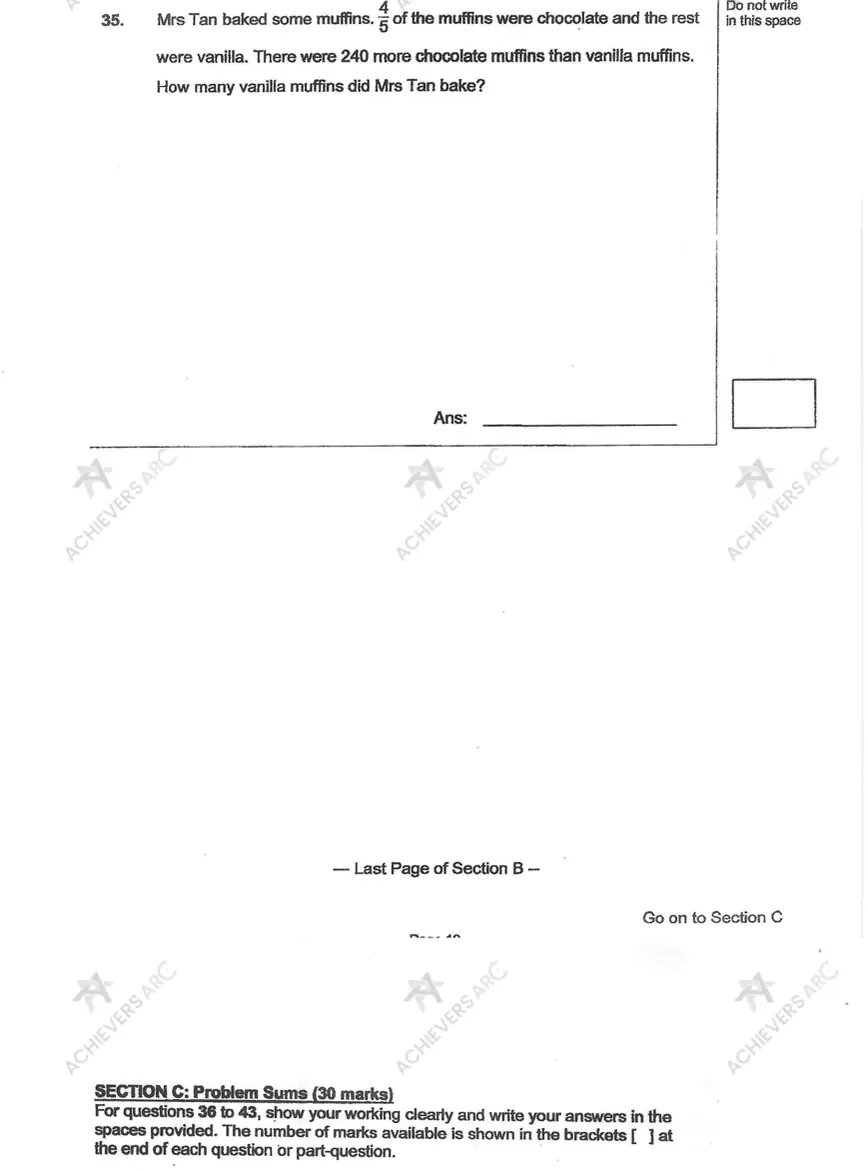 Do not write
in this space
35. Mrs Tan baked some muffins. 4/5 of the muffins were chocolate and the rest
were vanilla. There were 240 more chocolate muffins than vanilla muffins.
How many vanilla muffins did Mrs Tan bake?
Ans:
ACHIEVERS ARC
ACHIEVERS ARC
ACHIEVERS ARC
— Last Page of Section B –
Go on to Section C
ACHIEVERS ARC
ACHIEVERS ARC
ACHIEVERS ARC
SECTION C: Problem Sums (30 marks)
For questions 36 to 43, show your working clearly and write your answers in the
spaces provided. The number of marks available is shown in the brackets [ ] at
the end of each question or part-question.